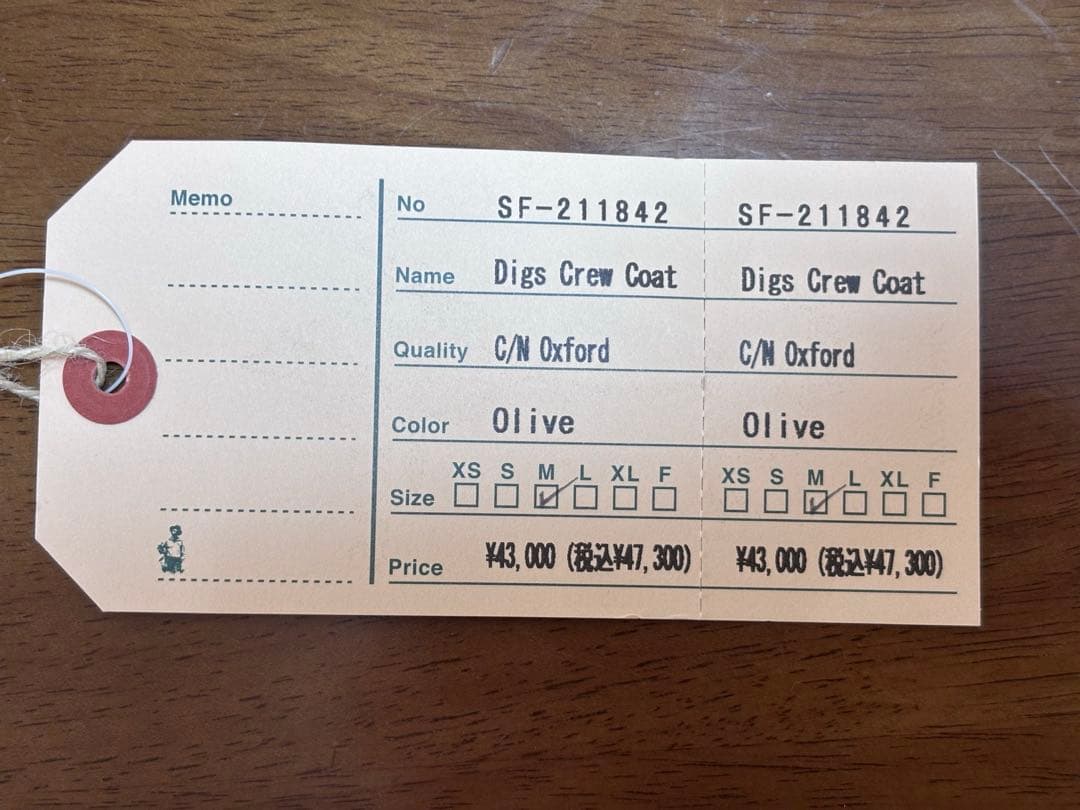 Memo
No SF-211842 SF-211842
Name Digs Crew Coat Digs Crew Coat
Quality C/N Oxford C/N Oxford
Color Olive Olive
XS S M L XL F XS S M L XL F
Size
Price ¥43,000 (税込¥47,300) ¥43,000 (税込¥47,300)